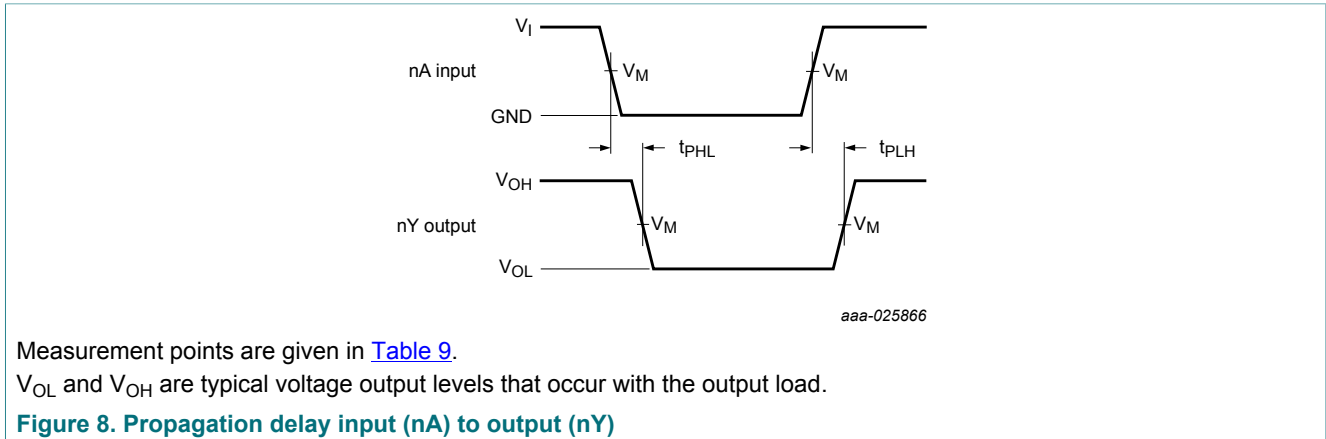 VI
nA input
VM
VM
GND
tPHL
tPLH
VOH
nY output
VM
VM
VOL
aaa-025866
Measurement points are given in Table 9.
VOL and VOH are typical voltage output levels that occur with the output load.
Figure 8. Propagation delay input (nA) to output (nY)